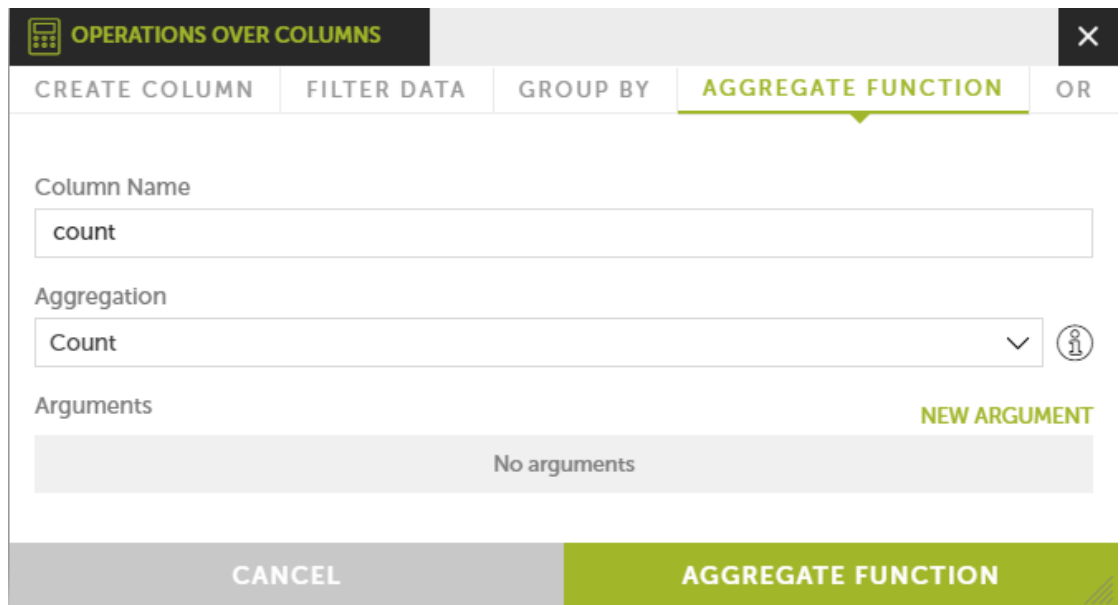 OPERATIONS OVER COLUMNS
CREATE COLUMN FILTER DATA GROUP BY AGGREGATE FUNCTION OR
Column Name
count
Aggregation
Count
Arguments
NEW ARGUMENT
No arguments
CANCEL AGGREGATE FUNCTION